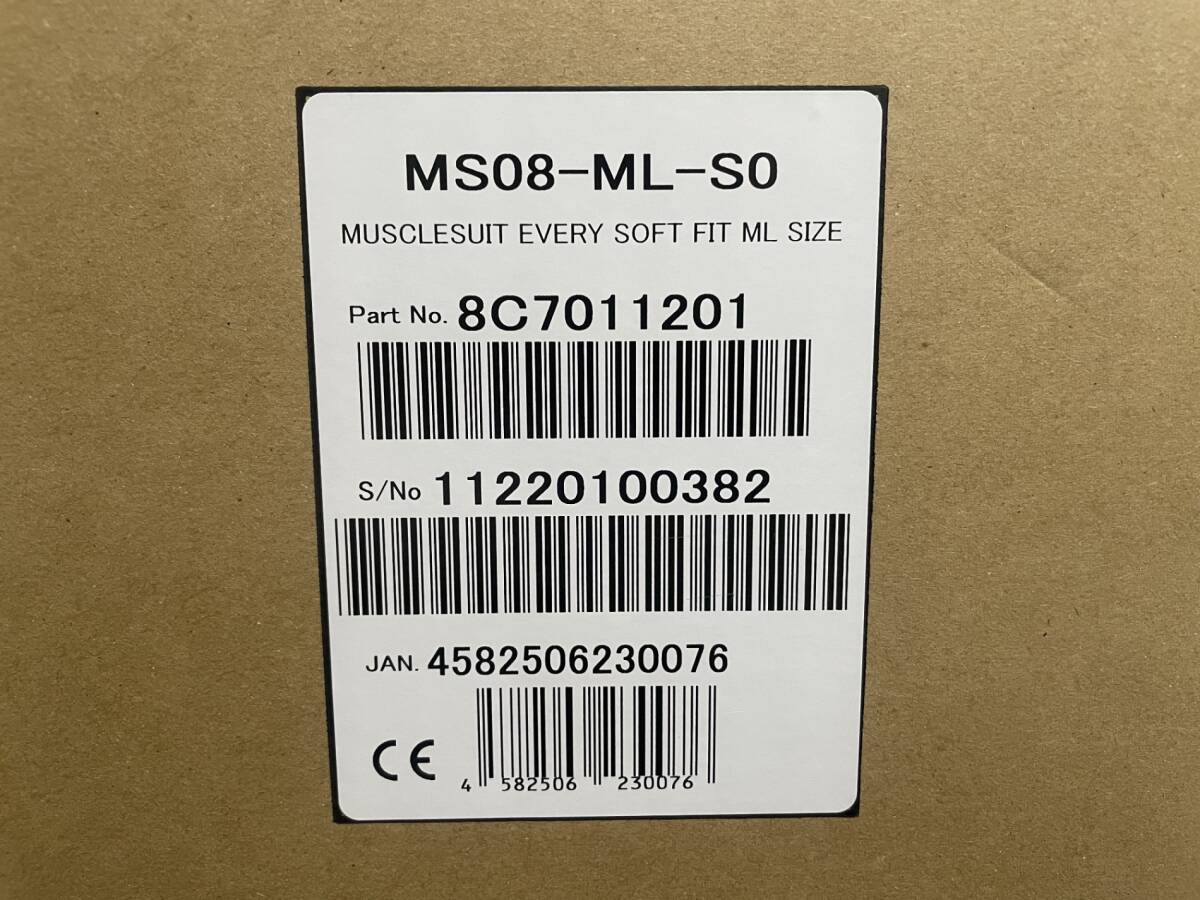 MS08-ML-S0
MUSCLESUIT EVERY SOFT FIT ML SIZE
Part No. 8C7011201
S/No 11220100382
JAN. 4582506230076
CE
4 582506 230076